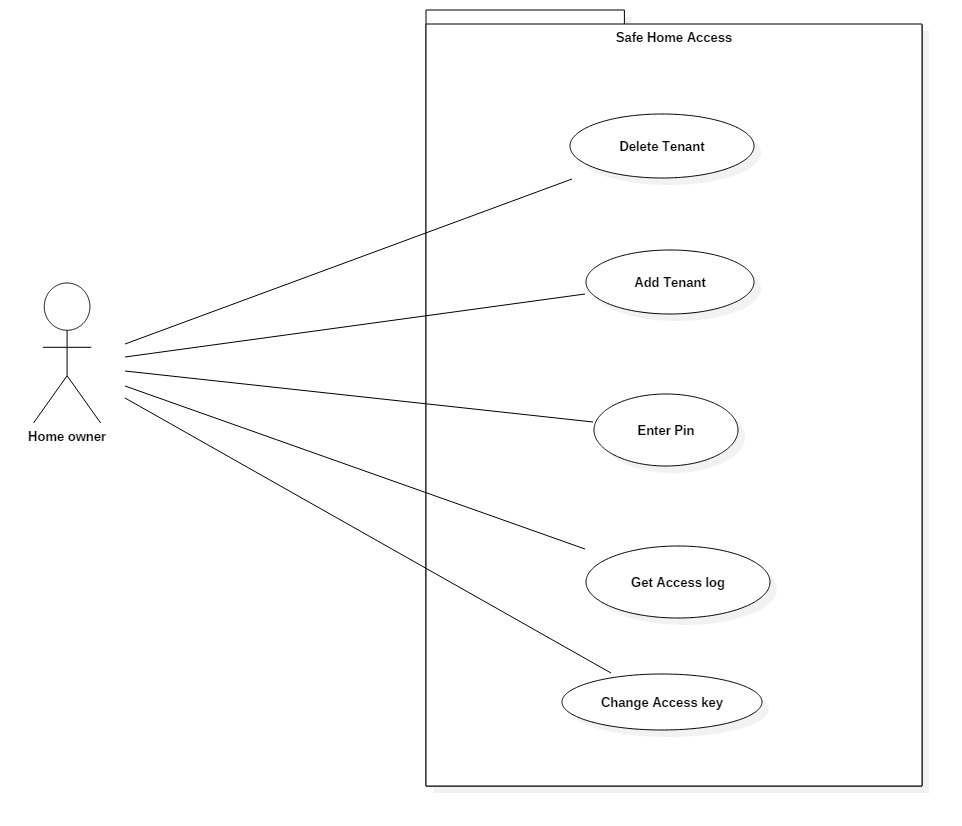 Safe Home Access
Delete Tenant
Add Tenant
Enter Pin
Home owner
Get Access log
Change Access key